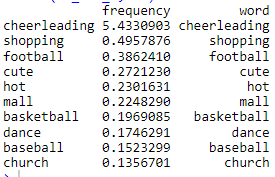 frequency word
cheerleading 5.4330903 cheerleading
shopping 0.4957876 shopping
football 0.3862410 football
cute 0.2721230 cute
hot 0.2301631 hot
mall 0.2248290 mall
basketball 0.1969085 basketball
dance 0.1746291 dance
baseball 0.1523299 baseball
church 0.1356701 church